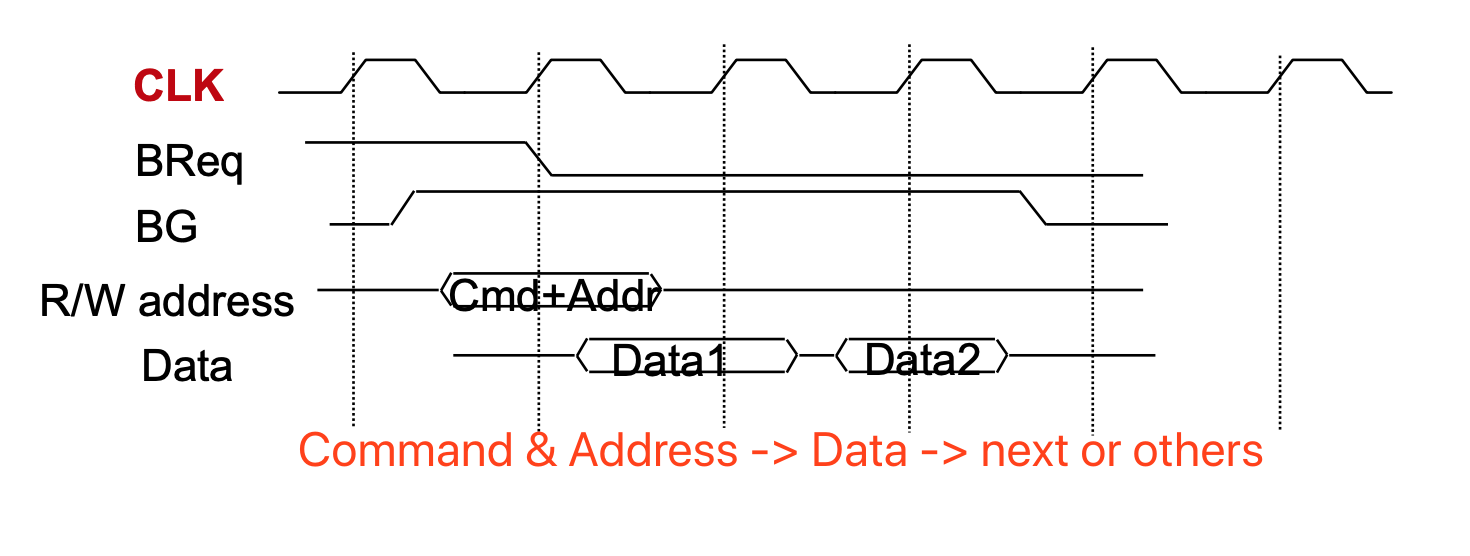 CLK
BReq
BG
R/W address
Cmd+Addr
Data
Data1
Data2
Command & Address -> Data -> next or others